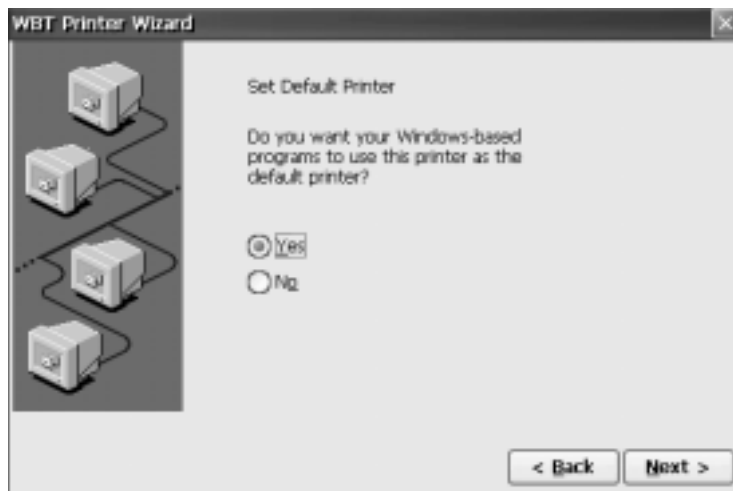 WBT Printer Wizard
Set Default Printer
Do you want your Windows-based
programs to use this printer as the
default printer?
Yes
No
< Back Next >